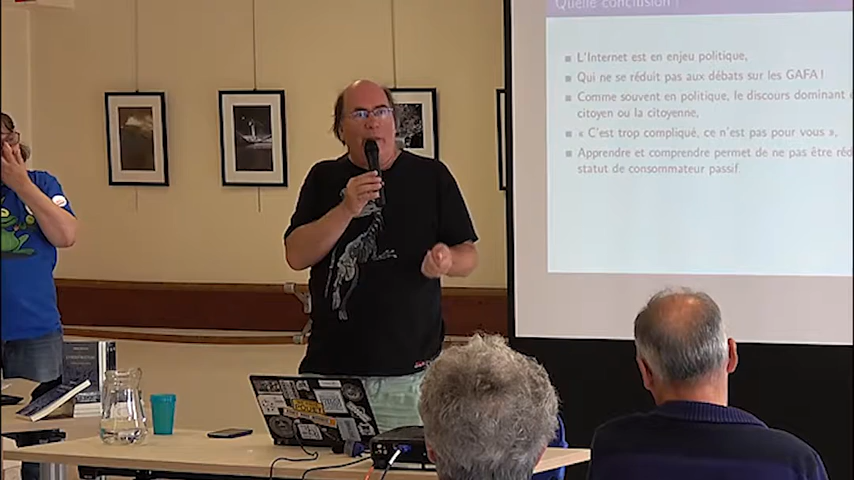 Quelle conclusion ?
L'Internet est en enjeu politique,
Qui ne se réduit pas aux débats sur les GAFA !
Comme souvent en politique, le discours dominant
citoyen ou la citoyenne,
« C'est trop compliqué, ce n'est pas pour vous »,
Apprendre et comprendre permet de ne pas être
statut de consommateur passif